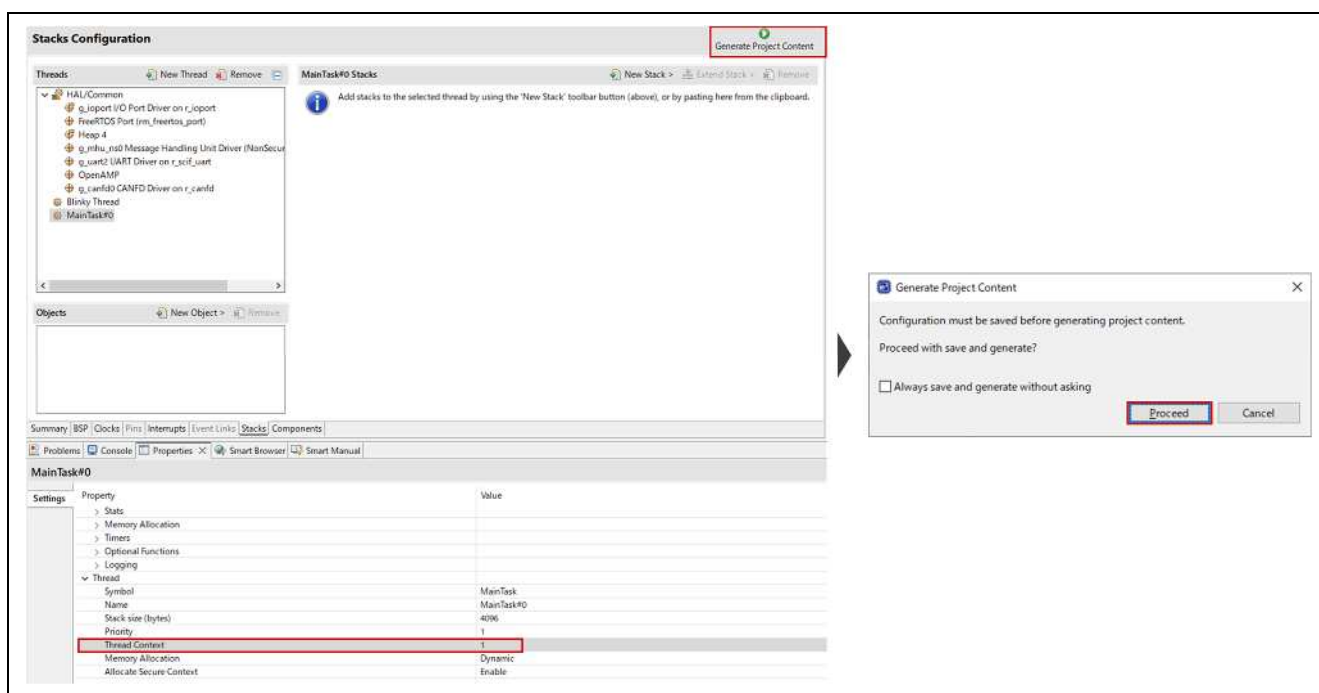 Stacks Configuration
Generate Project Content
Threads
New Thread
Remove
MainTask#0 Stacks
New Stack >
Extend Stack >
Remove
HAL/Common
g_ioport I/O Port Driver on r_ioport
FreeRTOS Port (rm_freertos_port)
Heap 4
g_mhu_ns0 Message Handling Unit Driver (NonSecur
g_uart2 UART Driver on r_scif_uart
OpenAMP
g_canfd0 CANFD Driver on r_canfd
Blinky Thread
MainTask#0
Add stacks to the selected thread by using the 'New Stack' toolbar button (above), or by pasting here from the clipboard.
Objects
New Object >
Remove
Summary BSP Clocks Pins Interrupts Event Links Stacks Components
Problems Console Properties Smart Browser Smart Manual
MainTask#0
Settings
Property Value
Stats
Memory Allocation
Timers
Optional Functions
Logging
Thread
Symbol MainTask
Name MainTask#0
Stack size (bytes) 4096
Priority 1
Thread Context 1
Memory Allocation Dynamic
Allocate Secure Context Enable
Generate Project Content
Configuration must be saved before generating project content.
Proceed with save and generate?
Always save and generate without asking
Proceed
Cancel